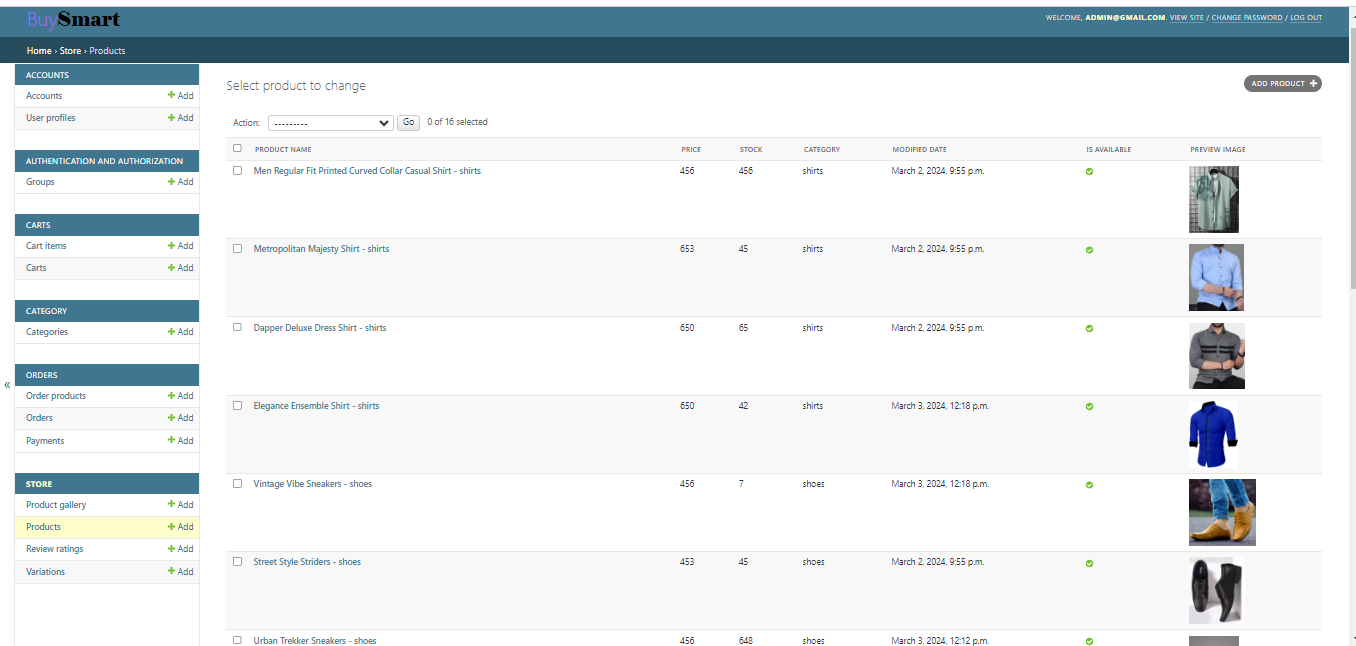 BuySmart
WELCOME, ADMIN@GMAIL.COM. VIEW SITE / CHANGE PASSWORD / LOG OUT
Home › Store › Products
ACCOUNTS
Accounts + Add
User profiles + Add
AUTHENTICATION AND AUTHORIZATION
Groups + Add
CARTS
Cart items + Add
Carts + Add
CATEGORY
Categories + Add
ORDERS
Order products + Add
Orders + Add
Payments + Add
STORE
Product gallery + Add
Products + Add
Review ratings + Add
Variations + Add
«
Select product to change
ADD PRODUCT +
Action: --------- Go 0 of 16 selected
PRODUCT NAME PRICE STOCK CATEGORY MODIFIED DATE IS AVAILABLE PREVIEW IMAGE
Men Regular Fit Printed Curved Collar Casual Shirt - shirts 456 456 shirts March 2, 2024, 9:55 p.m.
Metropolitan Majesty Shirt - shirts 653 45 shirts March 2, 2024, 9:55 p.m.
Dapper Deluxe Dress Shirt - shirts 650 65 shirts March 2, 2024, 9:55 p.m.
Elegance Ensemble Shirt - shirts 650 42 shirts March 3, 2024, 12:18 p.m.
Vintage Vibe Sneakers - shoes 456 7 shoes March 3, 2024, 12:18 p.m.
Street Style Striders - shoes 453 45 shoes March 2, 2024, 9:55 p.m.
Urban Trekker Sneakers - shoes 456 648 shoes March 3, 2024, 12:12 p.m.